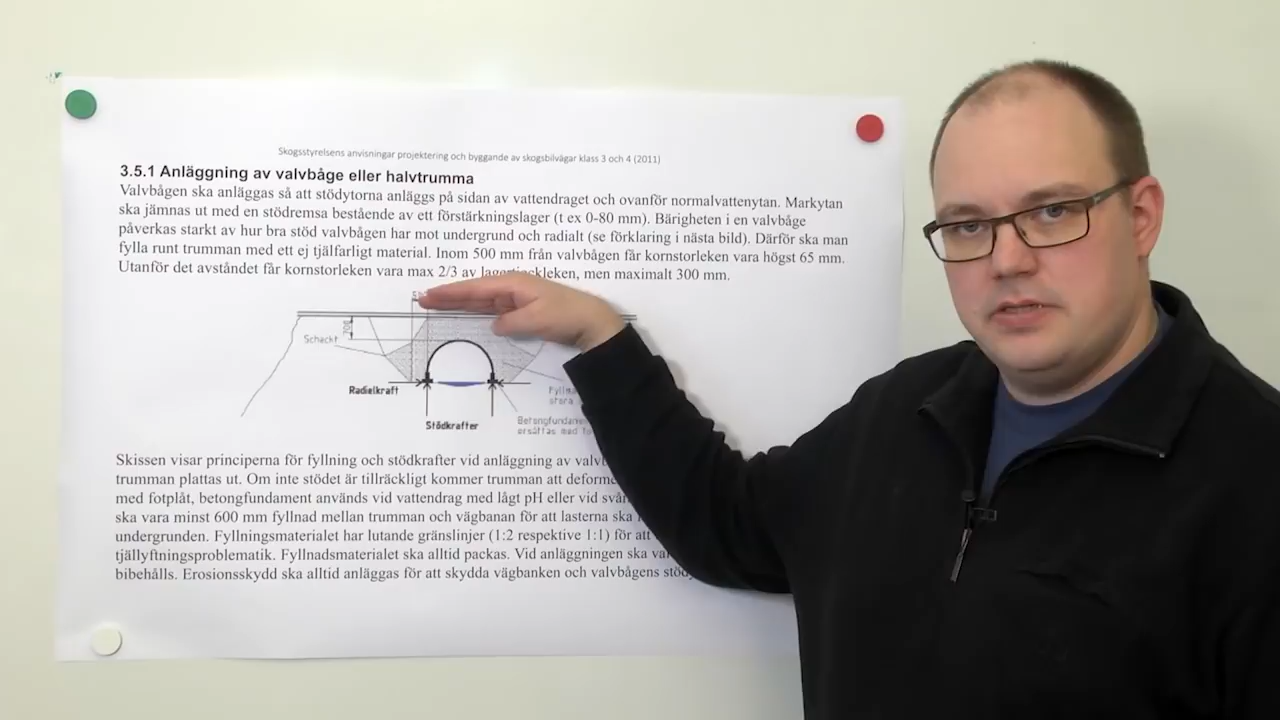 Skogsstyrelsens anvisningar projektering och byggande av skogsbilvägar klass 3 och 4 (2011)
3.5.1 Anläggning av valvbåge eller halvtrumma
Valvbågen ska anläggas så att stödytorna anläggs på sidan av vattendraget och ovanför normalvattenytan. Markytan
ska jämnas ut med en stödremsa bestående av ett förstärkningslager (t ex 0-80 mm). Bärigheten i en valvbåge
påverkas starkt av hur bra stöd valvbågen har mot undergrund och radialt (se förklaring i nästa bild). Därför ska man
fylla runt trumman med ett ej tjälfarligt material. Inom 500 mm från valvbågen får kornstorleken vara högst 65 mm.
Utanför det avståndet får kornstorleken vara max 2/3 av lagertjockleken, men maximalt 300 mm.
Schackt
Radielkraft
Stödkrafter
Skissen visar principerna för fyllning och stödkrafter vid anläggning av
trumman plattas ut. Om inte stödet är tillräckligt kommer trumman att
med fotplåt, betongfundament används vid vattendrag med lågt pH eller vid
ska vara minst 600 mm fyllnad mellan trumman och vägbanan för att lasterna ska
undergrunden. Fyllningsmaterialet har lutande gränslinjer (1:2 respektive 1:1) för att
tjällyftningsproblematik. Fyllnadsmaterialet ska alltid packas. Vid anläggningen ska
bibehålls. Erosionsskydd ska alltid anläggas för att skydda vägbanken och valvbågens